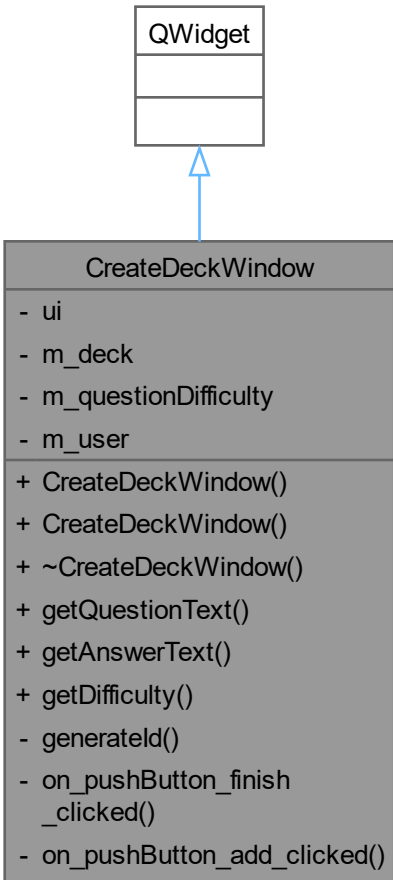 QWidget
CreateDeckWindow
- ui
- m_deck
- m_questionDifficulty
- m_user
+ CreateDeckWindow()
+ CreateDeckWindow()
+ ~CreateDeckWindow()
+ getQuestionText()
+ getAnswerText()
+ getDifficulty()
- generateId()
- on_pushButton_finish
_clicked()
- on_pushButton_add_clicked()